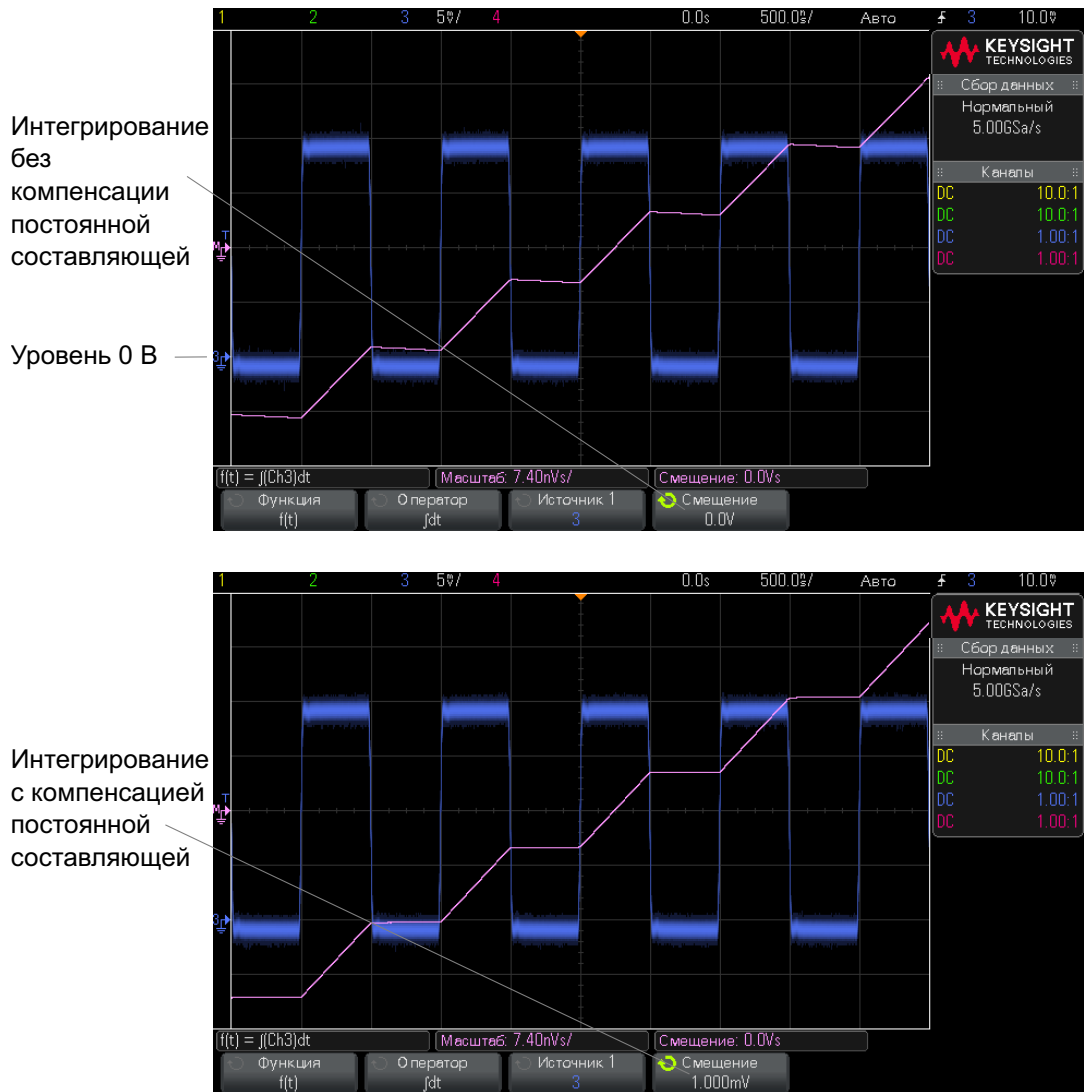 1 2 3 5㎷/ 4 0.0s 500.0㎱/ Авто 3 10.0㎷
KEYSIGHT
TECHNOLOGIES
Сбор данных
Нормальный
5.00GSa/s
Каналы
DC 10.0:1
DC 10.0:1
DC 1.00:1
DC 1.00:1
Интегрирование
без
компенсации
постоянной
составляющей
T
M
Уровень 0 В
3
f(t) = ∫(Ch3)dt Масштаб: 7.40nVs/ Смещение: 0.0Vs
Функция Оператор Источник 1 Смещение
f(t) ∫dt 3 0.0V
1 2 3 5㎷/ 4 0.0s 500.0㎱/ Авто 3 10.0㎷
KEYSIGHT
TECHNOLOGIES
Сбор данных
Нормальный
5.00GSa/s
Каналы
DC 10.0:1
DC 10.0:1
DC 1.00:1
DC 1.00:1
Интегрирование
с компенсацией
постоянной
составляющей
T
M
3
f(t) = ∫(Ch3)dt Масштаб: 7.40nVs/ Смещение: 0.0Vs
Функция Оператор Источник 1 Смещение
f(t) ∫dt 3 1.000mV